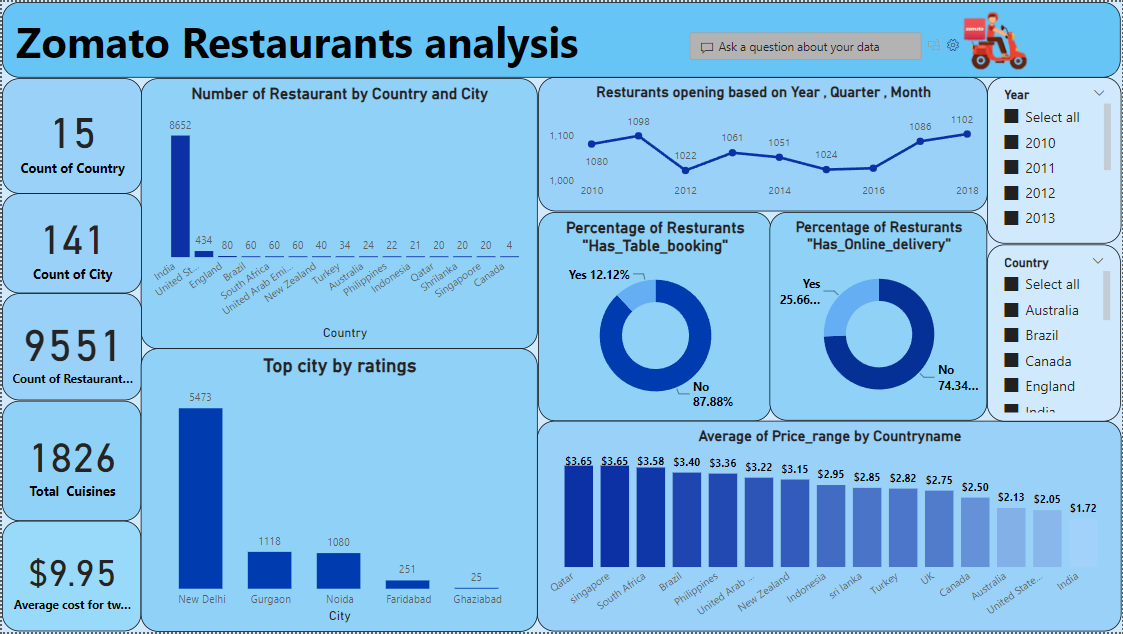 Zomato Restaurants analysis
Ask a question about your data
zomato
15
Count of Country
141
Count of City
9551
Count of Restaurant...
1826
Total Cuisines
$9.95
Average cost for tw...
Number of Restaurant by Country and City
8652
434
80
60
60
60
40
34
24
22
21
20
20
20
4
India
United St...
England
Brazil
South Africa
United Arab Emi...
New Zealand
Turkey
Australia
Philippines
Indonesia
Qatar
Shrilanka
Singapore
Canada
Country
Top city by ratings
5473
1118
1080
251
25
New Delhi
Gurgaon
Noida
Faridabad
Ghaziabad
City
Resturants opening based on Year , Quarter , Month
1,100
1,000
1080
1098
1022
1061
1051
1024
1086
1102
2010
2012
2014
2016
2018
Percentage of Resturants
"Has_Table_booking"
Yes 12.12%
No
87.88%
Percentage of Resturants
"Has_Online_delivery"
Yes
25.66...
No
74.34...
Year
Select all
2010
2011
2012
2013
Country
Select all
Australia
Brazil
Canada
England
India
Average of Price_range by Countryname
$3.65
$3.65
$3.58
$3.40
$3.36
$3.22
$3.15
$2.95
$2.85
$2.82
$2.75
$2.50
$2.13
$2.05
$1.72
Qatar
singapore
South Africa
Brazil
Philippines
United Arab ...
New Zealand
Indonesia
sri lanka
Turkey
UK
Canada
Australia
United State...
India